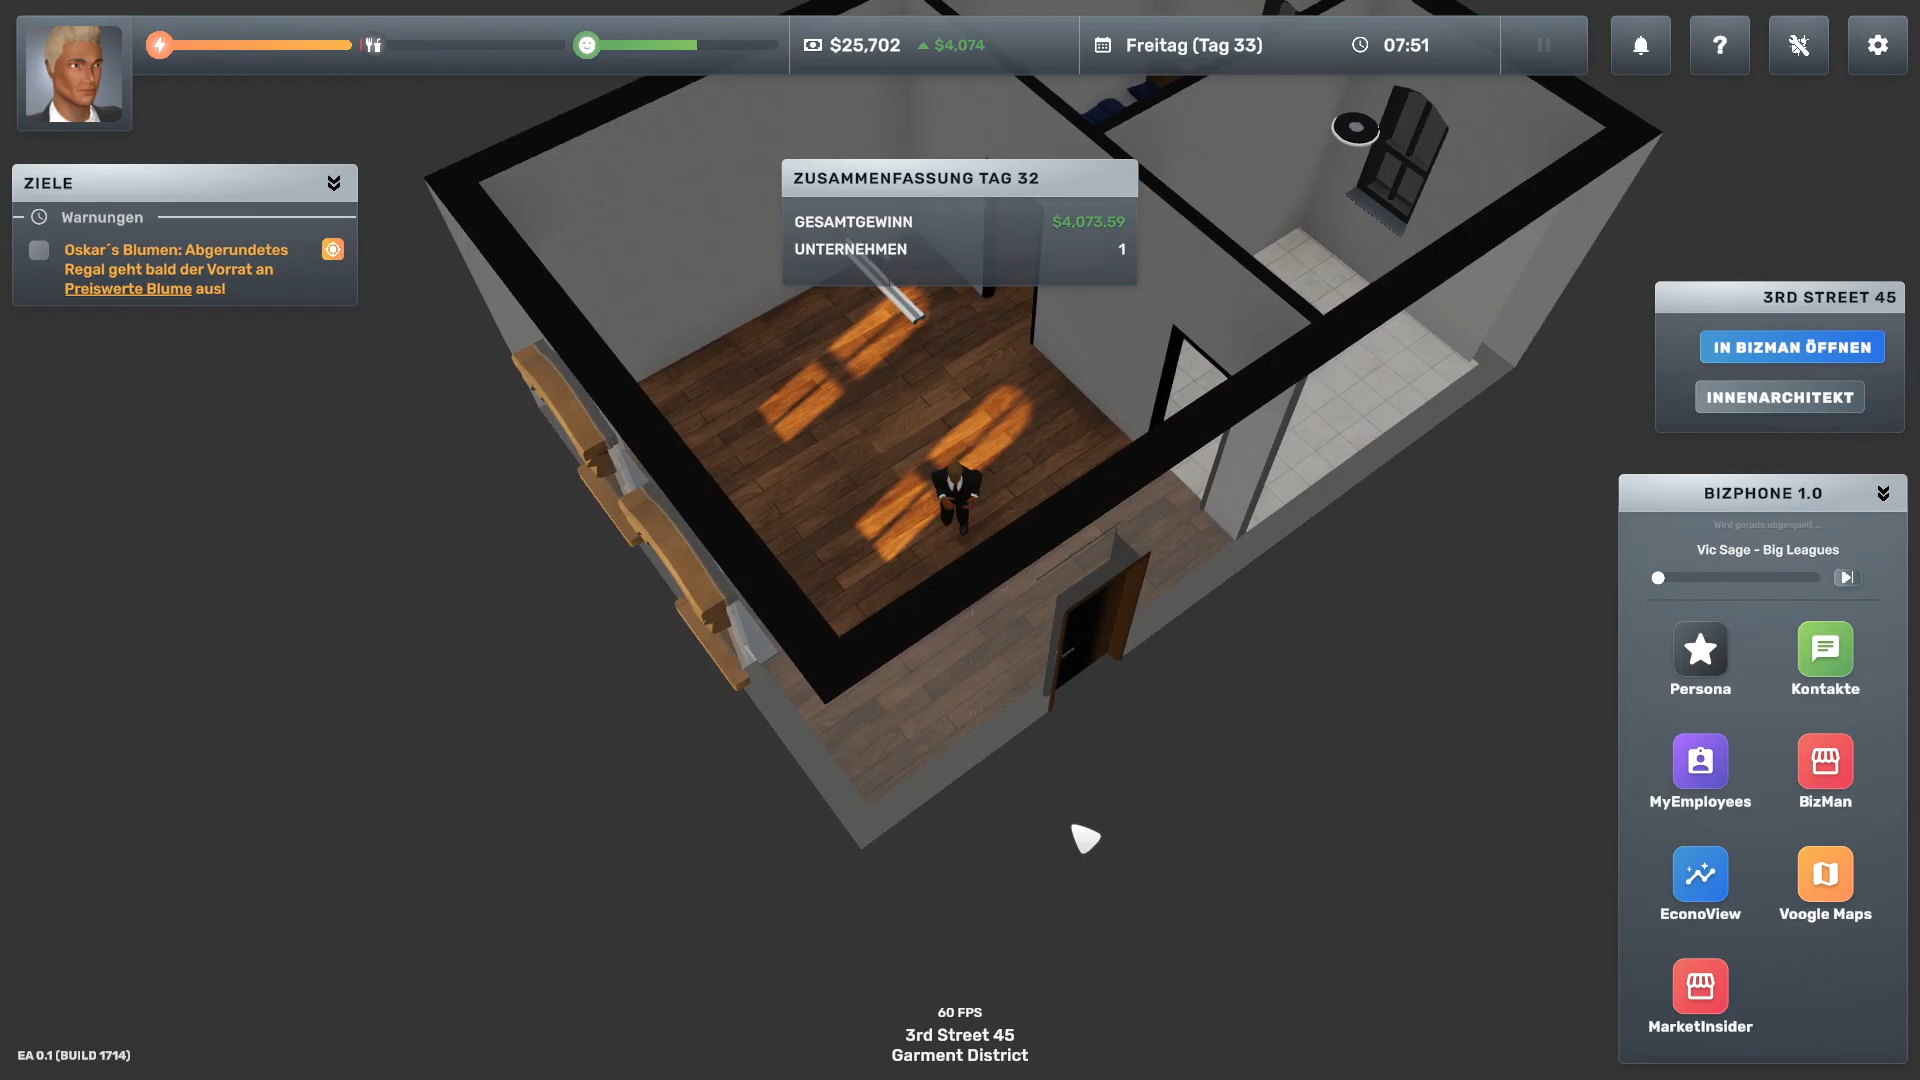 $25,702
$4,074
Freitag (Tag 33)
07:51
?
ZIELE
Warnungen
Oskar´s Blumen: Abgerundetes
Regal geht bald der Vorrat an
Preiswerte Blume aus!
ZUSAMMENFASSUNG TAG 32
GESAMTGEWINN $4,073.59
UNTERNEHMEN 1
3RD STREET 45
IN BIZMAN ÖFFNEN
INNENARCHITEKT
BIZPHONE 1.0
Wird gerade abgespielt ...
Vic Sage - Big Leagues
Persona
Kontakte
MyEmployees
BizMan
EconoView
Voogle Maps
MarketInsider
60 FPS
3rd Street 45
Garment District
EA 0.1 (BUILD 1714)